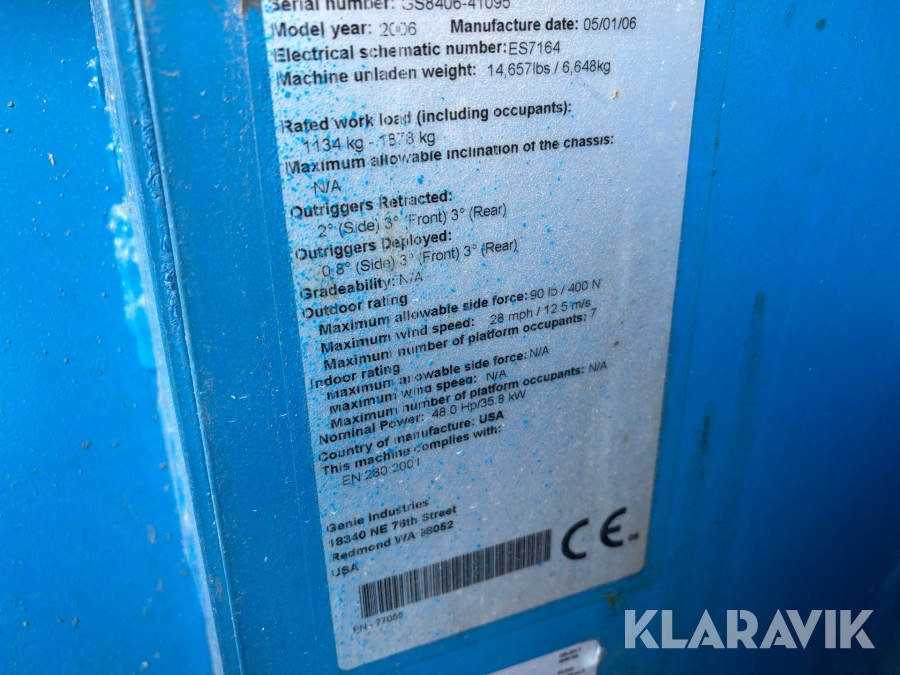 Serial number: GS8406-41095
Model year: 2006 Manufacture date: 05/01/06
Electrical schematic number: ES7164
Machine unladen weight: 14,657lbs / 6,648kg
Rated work load (including occupants):
1134 kg - 1878 kg
Maximum allowable inclination of the chassis:
N/A
Outriggers Retracted:
2° (Side) 3° (Front) 3° (Rear)
Outriggers Deployed:
0.8° (Side) 3° (Front) 3° (Rear)
Gradeability: N/A
Outdoor rating
Maximum allowable side force: 90 lb / 400 N
Maximum wind speed: 28 mph / 12.5 m/s
Maximum number of platform occupants: 7
Indoor rating
Maximum allowable side force: N/A
Maximum wind speed: N/A
Maximum number of platform occupants: N/A
Nominal Power: 48.0 Hp/35.8 kW
Country of manufacture: USA
This machine complies with:
EN 280:2001
Genie Industries
18340 NE 76th Street
Redmond WA 98052
USA
CE 06
PN - 77055
KLARAVIK